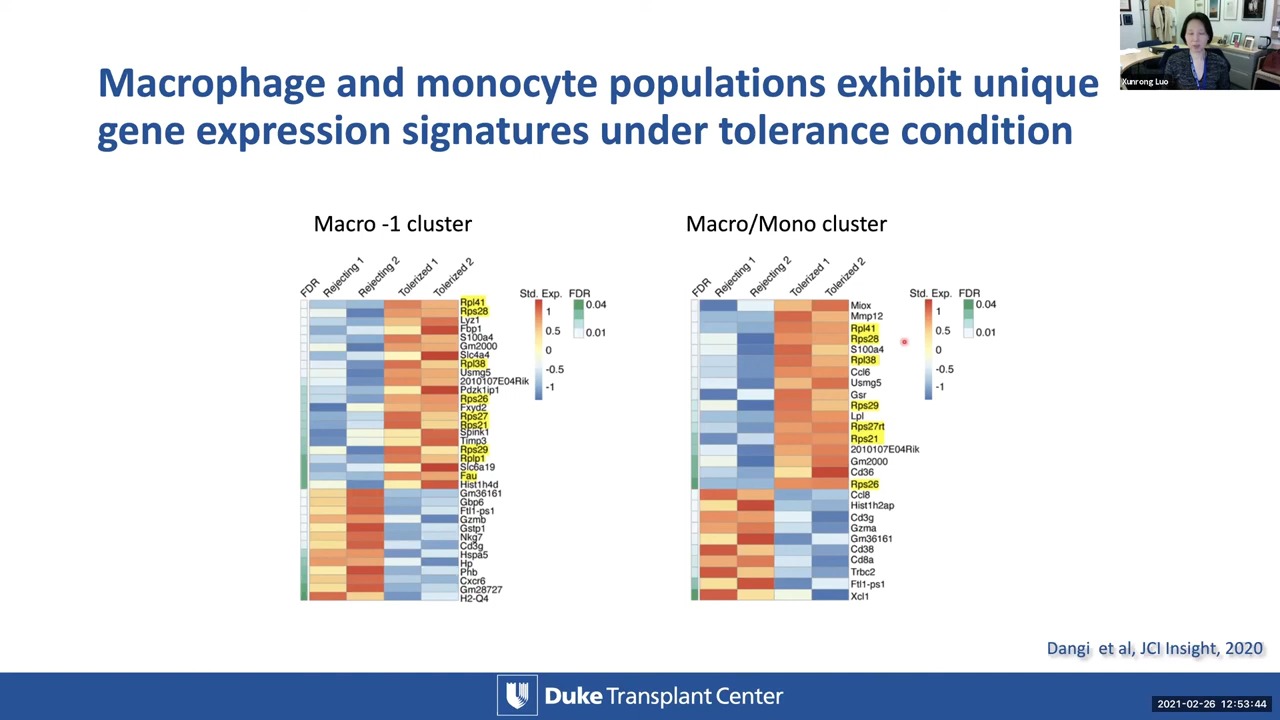 Xunrong Luo
Macrophage and monocyte populations exhibit unique
gene expression signatures under tolerance condition
Macro -1 cluster
FDR
Rejecting 1
Rejecting 2
Tolerized 1
Tolerized 2
Std. Exp.
1
0.5
0
-0.5
-1
FDR
0.04
0.01
Rpl41
Rps28
Lyz1
Fbp1
S100a4
Gm2000
Slc4a4
Rpl38
Usmg5
2010107E04Rik
Pdzk1ip1
Rps26
Fxyd2
Rps27
Rps21
Spink1
Timp3
Rps29
Rplp1
Slc6a19
Fau
Hist1h4d
Gm36161
Gbp6
Ftl1-ps1
Gzmb
Gstp1
Nkg7
Cd3g
Hspa5
Hp
Phb
Cxcr6
Gm28727
H2-Q4
Macro/Mono cluster
FDR
Rejecting 1
Rejecting 2
Tolerized 1
Tolerized 2
Std. Exp.
1
0.5
0
-0.5
-1
FDR
0.04
0.01
Miox
Mmp12
Rpl41
Rps28
S100a4
Rpl38
Ccl6
Usmg5
Gsr
Rps29
Lpl
Rps27rt
Rps21
2010107E04Rik
Gm2000
Cd36
Rps26
Ccl8
Hist1h2ap
Cd3g
Gzma
Gm36161
Cd38
Cd8a
Trbc2
Ftl1-ps1
Xcl1
Dangi et al, JCI Insight, 2020
Duke Transplant Center
2021-02-26 12:53:44